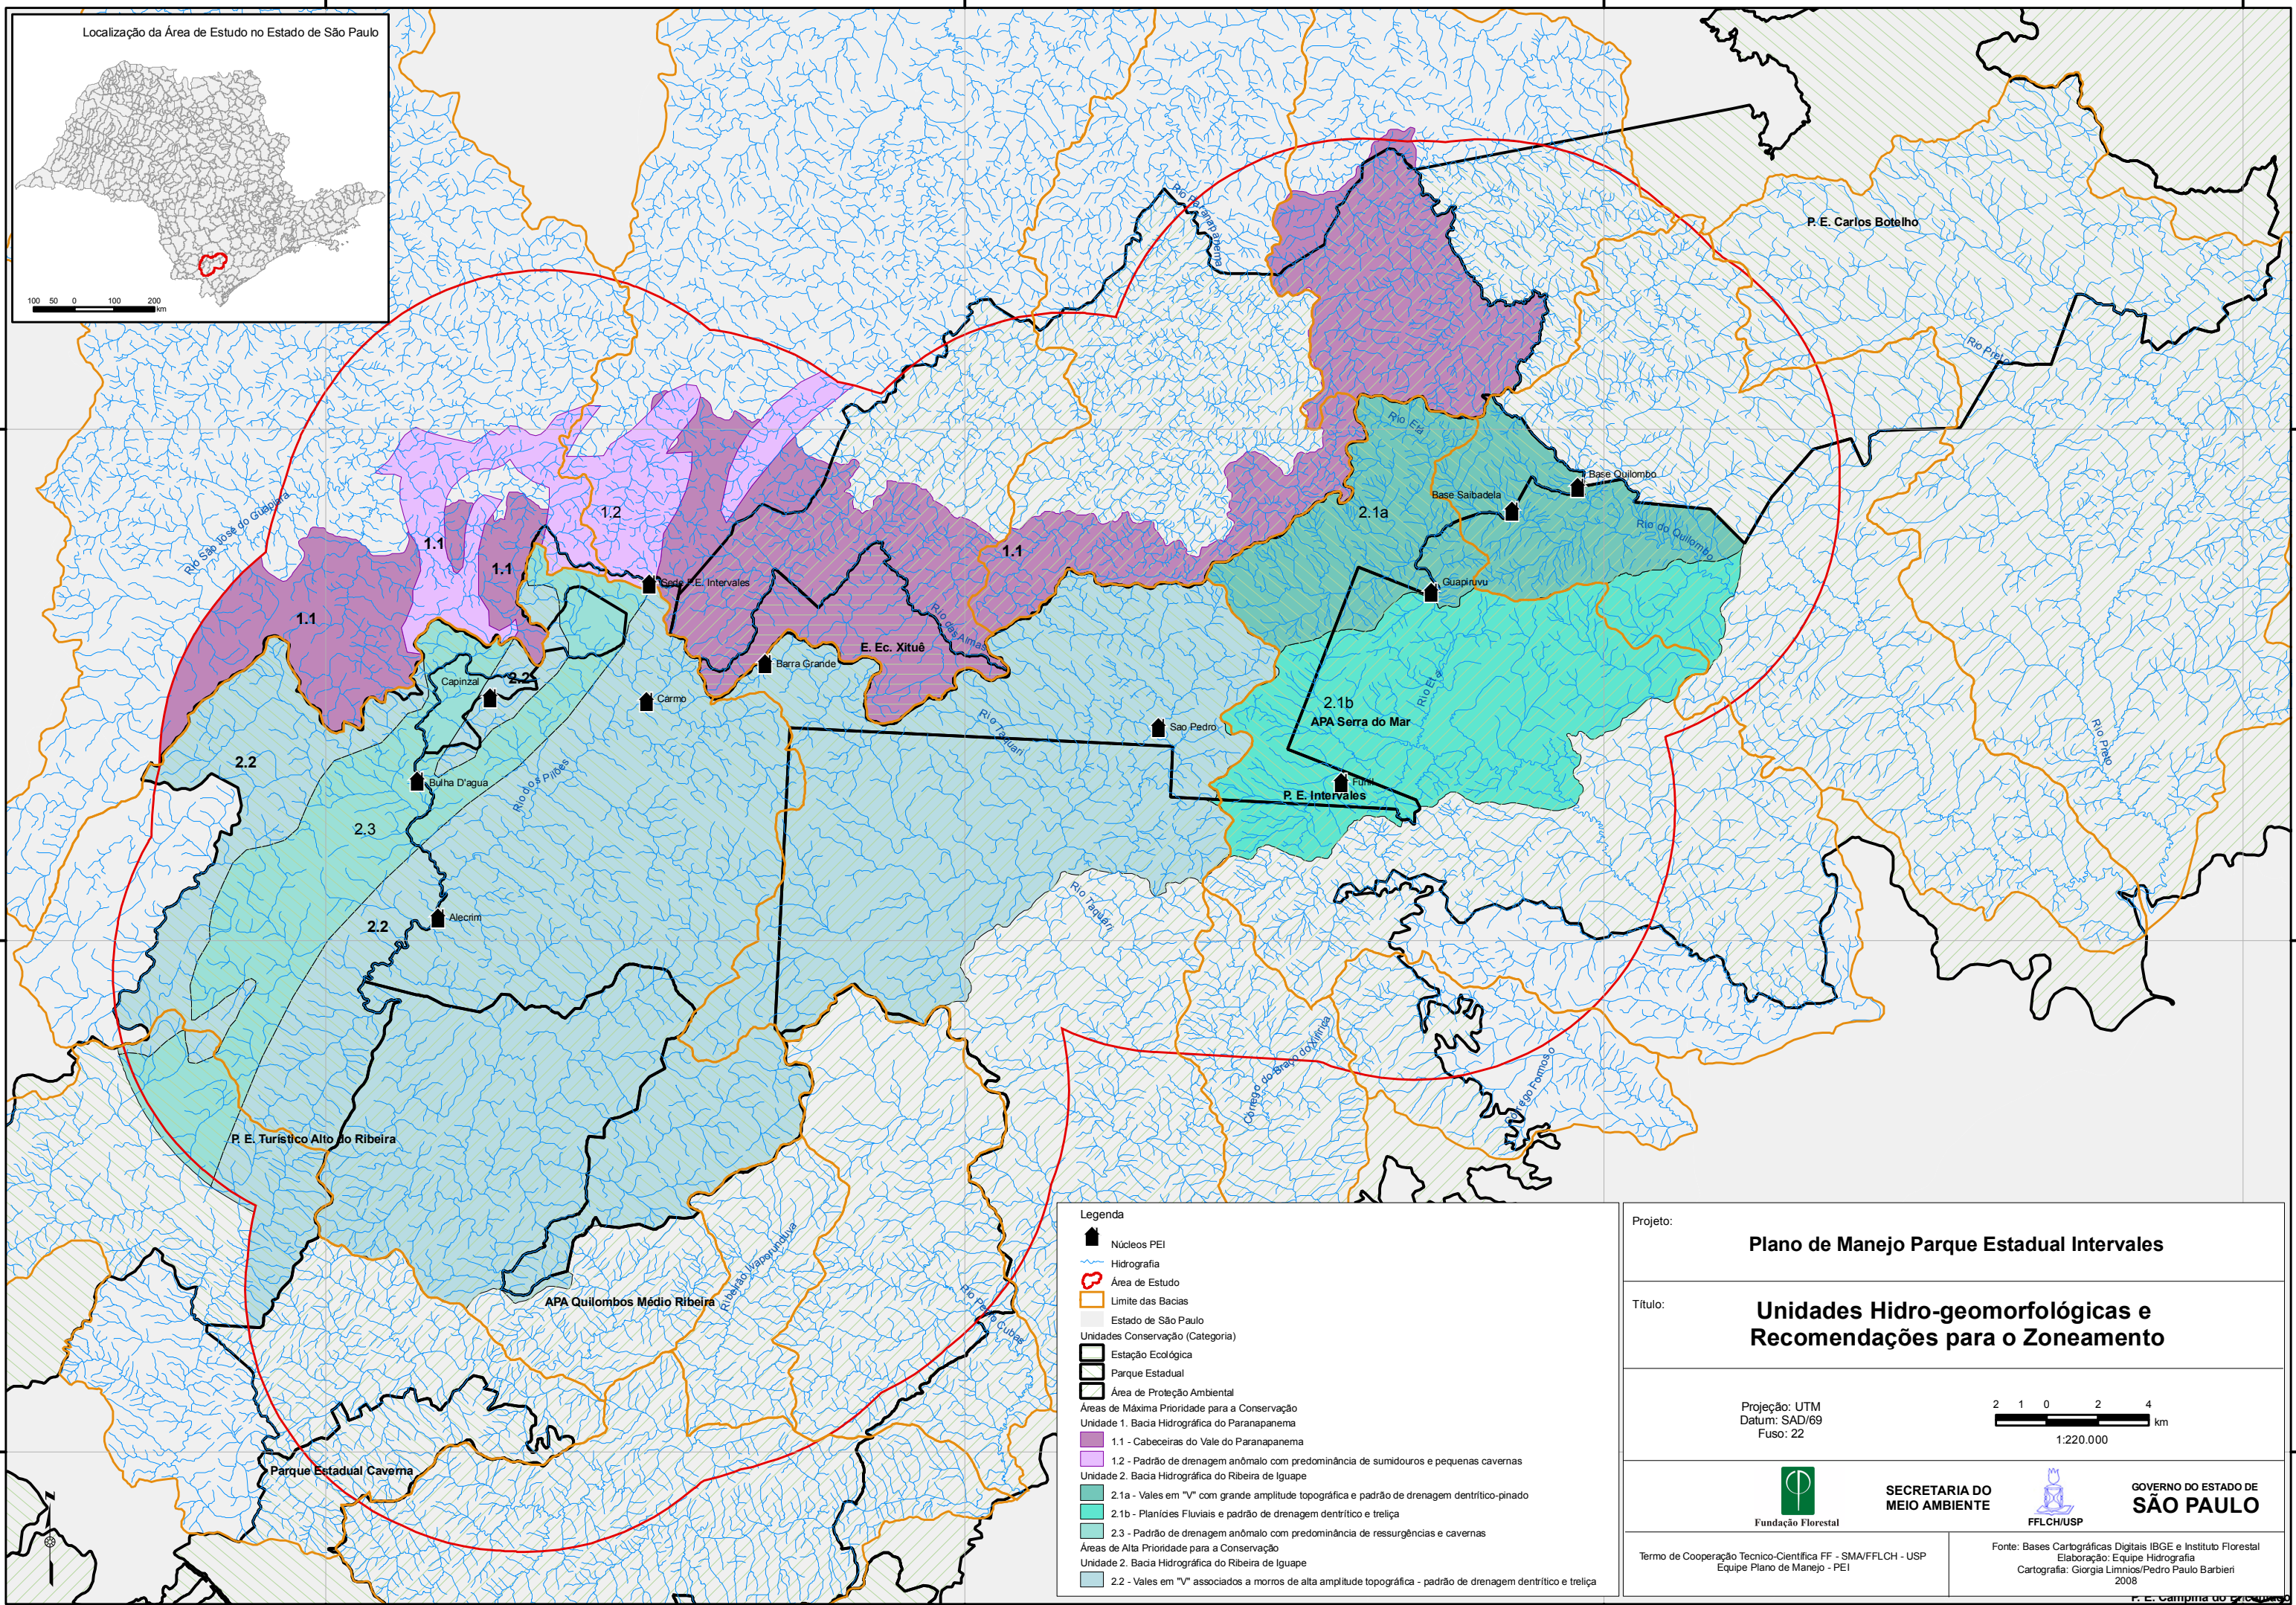 Localização da Área de Estudo no Estado de São Paulo
100 50 0 100 200
km
P. E. Carlos Botelho
Rio Paranapanema
Rio Preto
Rio São José do Guapiara
Rio Etá
Base Quilombo
Base Saibadela
1.2
2.1a
Rio do Quilombo
1.1
1.1
1.1
1.1
Sede P.E. Intervales
Guapiruvu
Rio das Almas
E. Ec. Xituê
Barra Grande
Capinzal
2.2
Carmo
Rio Etá
2.1b
APA Serra do Mar
Rio Taquari
Sao Pedro
Rio Preto
2.2
Rio dos Pilões
Bulha D'agua
Funil
P. E. Intervales
2.3
Rio Taquari
Alecrim
2.2
Córrego do Braço do Xiririca
Córrego Formoso
P. E. Turístico Alto do Ribeira
Ribeirão Ivaporunduva
APA Quilombos Médio Ribeira
Rio Pedro Cubas
Parque Estadual Caverna
N
Legenda
Núcleos PEI
Hidrografia
Área de Estudo
Limite das Bacias
Estado de São Paulo
Unidades Conservação (Categoria)
Estação Ecológica
Parque Estadual
Área de Proteção Ambiental
Áreas de Máxima Prioridade para a Conservação
Unidade 1. Bacia Hidrográfica do Paranapanema
1.1 - Cabeceiras do Vale do Paranapanema
1.2 - Padrão de drenagem anômalo com predominância de sumidouros e pequenas cavernas
Unidade 2. Bacia Hidrográfica do Ribeira de Iguape
2.1a - Vales em "V" com grande amplitude topográfica e padrão de drenagem dentrítico-pinado
2.1b - Planícies Fluviais e padrão de drenagem dentrítico e treliça
2.3 - Padrão de drenagem anômalo com predominância de ressurgências e cavernas
Áreas de Alta Prioridade para a Conservação
Unidade 2. Bacia Hidrográfica do Ribeira de Iguape
2.2 - Vales em "V" associados a morros de alta amplitude topográfica - padrão de drenagem dentrítico e treliça
Projeto:
Plano de Manejo Parque Estadual Intervales
Título:
Unidades Hidro-geomorfológicas e
Recomendações para o Zoneamento
Projeção: UTM
Datum: SAD/69
Fuso: 22
2 1 0 2 4
km
1:220.000
Fundação Florestal
SECRETARIA DO
MEIO AMBIENTE
FFLCH/USP
GOVERNO DO ESTADO DE
SÃO PAULO
Termo de Cooperação Tecnico-Científica FF - SMA/FFLCH - USP
Equipe Plano de Manejo - PEI
Fonte: Bases Cartográficas Digitais IBGE e Instituto Florestal
Elaboração: Equipe Hidrografia
Cartografia: Giorgia Limnios/Pedro Paulo Barbieri
2008
P. E. Campina do